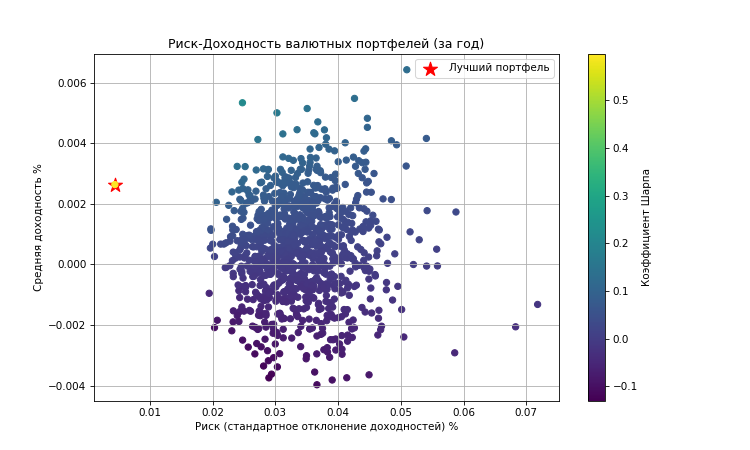 Риск-Доходность валютных портфелей (за год)
Лучший портфель
0.006
0.004
0.002
0.000
−0.002
−0.004
Средняя доходность %
0.01 0.02 0.03 0.04 0.05 0.06 0.07
Риск (стандартное отклонение доходностей) %
0.5
0.4
0.3
0.2
0.1
0.0
−0.1
Коэффициент Шарпа